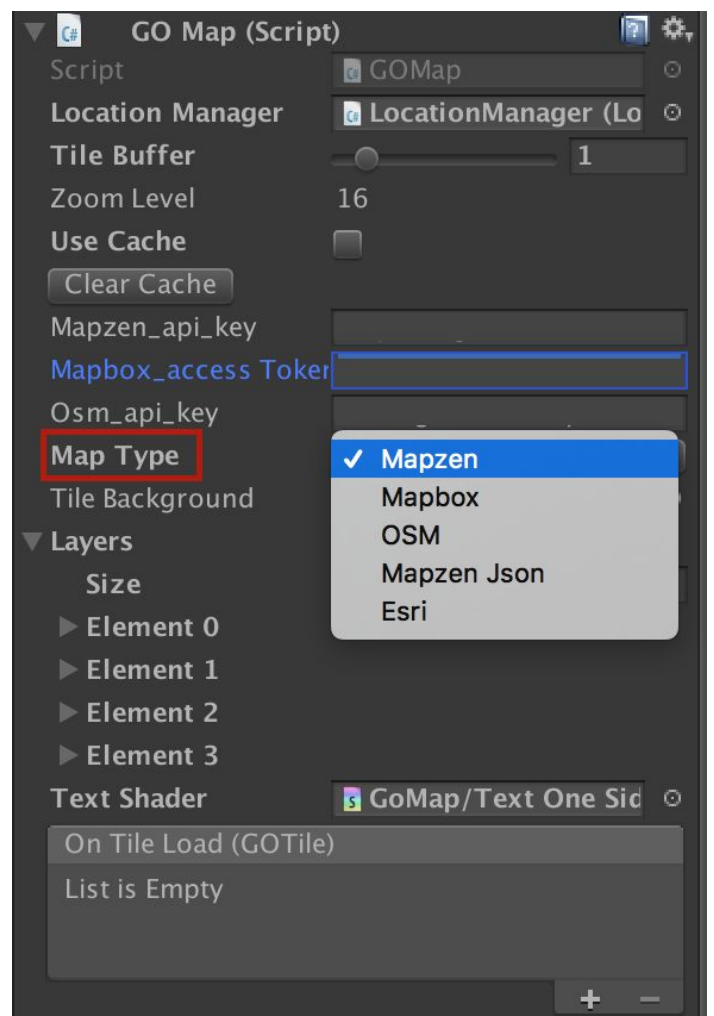 GO Map (Script)
Script GOMap
Location Manager LocationManager (Lo
Tile Buffer 1
Zoom Level 16
Use Cache
Clear Cache
Mapzen_api_key
Mapbox_access Toker
Osm_api_key
Map Type ✓ Mapzen
Mapbox
OSM
Mapzen Json
Esri
Tile Background
Layers
Size
Element 0
Element 1
Element 2
Element 3
Text Shader GoMap/Text One Sid
On Tile Load (GOTile)
List is Empty
+ −